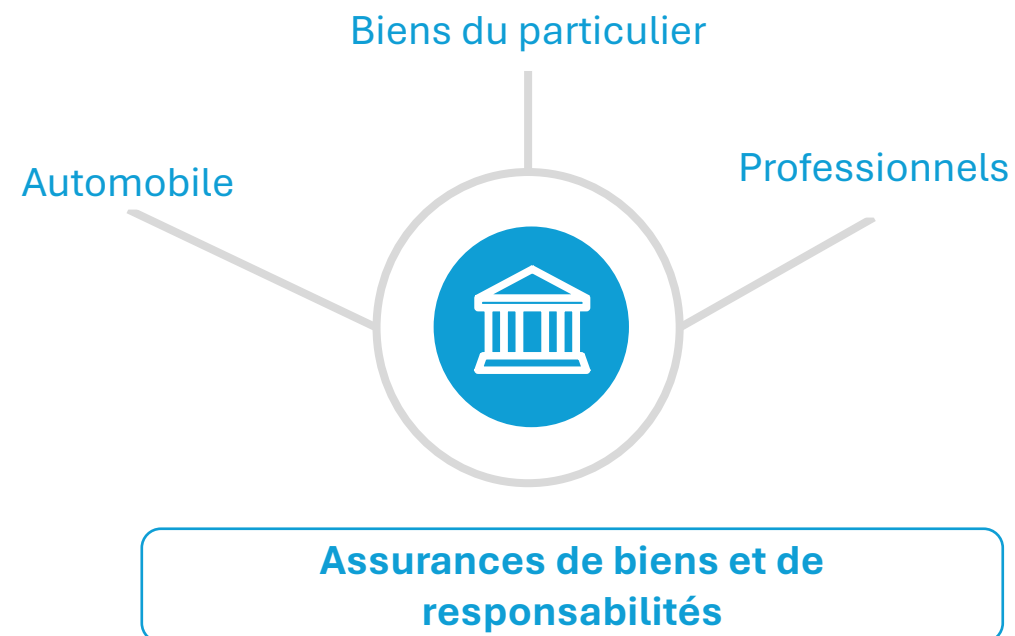 Biens du particulier
Automobile
Professionnels
Assurances de biens et de
responsabilités